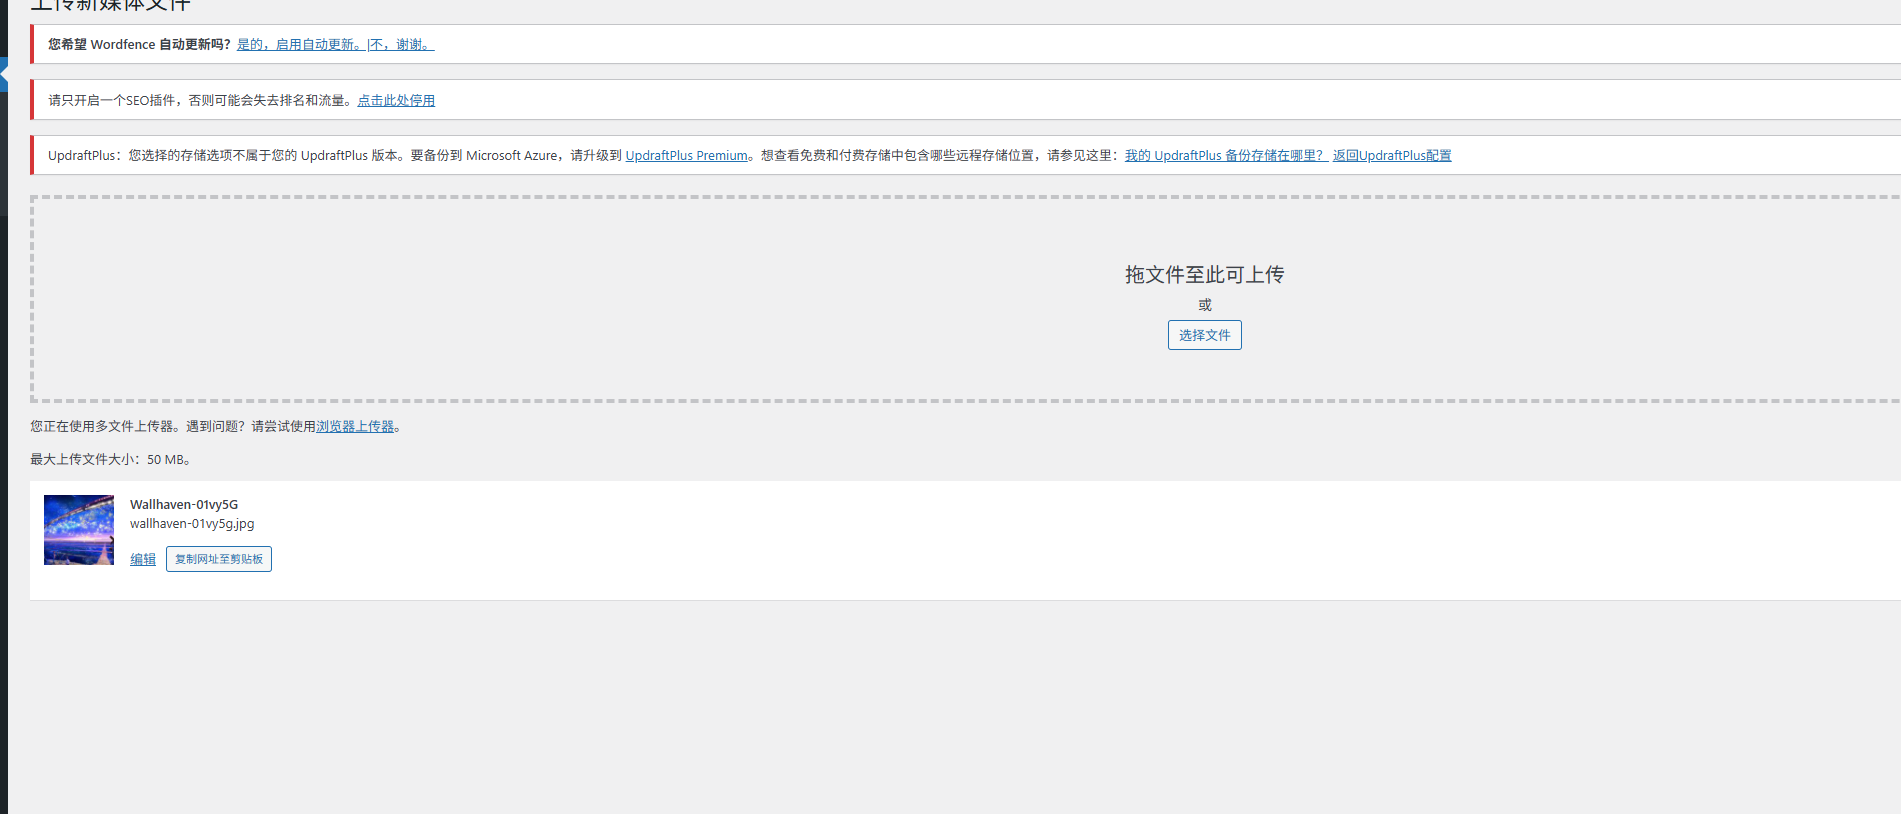 上传新媒体文件
您希望 Wordfence 自动更新吗？是的，启用自动更新。|不，谢谢。
请只开启一个SEO插件，否则可能会失去排名和流量。点击此处停用
UpdraftPlus：您选择的存储选项不属于您的 UpdraftPlus 版本。要备份到 Microsoft Azure，请升级到 UpdraftPlus Premium。想查看免费和付费存储中包含哪些远程存储位置，请参见这里：我的 UpdraftPlus 备份存储在哪里？ 返回UpdraftPlus配置
拖文件至此可上传
或
选择文件
您正在使用多文件上传器。遇到问题？请尝试使用浏览器上传器。
最大上传文件大小：50 MB。
Wallhaven-01vy5G
wallhaven-01vy5g.jpg
编辑 复制网址至剪贴板